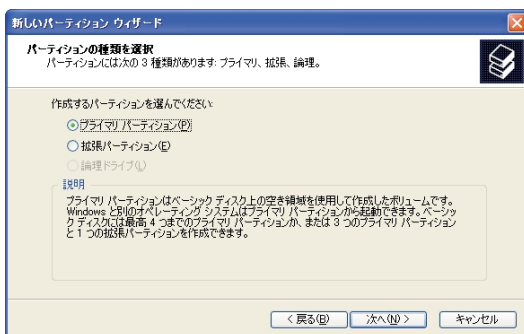 新しいパーティション ウィザード
パーティションの種類を選択
パーティションには次の 3 種類があります: プライマリ、拡張、論理。
作成するパーティションを選んでください:
プライマリ パーティション(P)
拡張パーティション(E)
論理ドライブ(L)
説明
プライマリ パーティションはベーシック ディスク上の空き領域を使用して作成したボリュームです。
Windows と別のオペレーティング システムはプライマリ パーティションから起動できます。ベーシッ
ク ディスクには最高 4 つまでのプライマリ パーティションか、または 3 つのプライマリ パーティション
と 1 つの拡張パーティションを作成できます。
< 戻る(B)
次へ(N) >
キャンセル